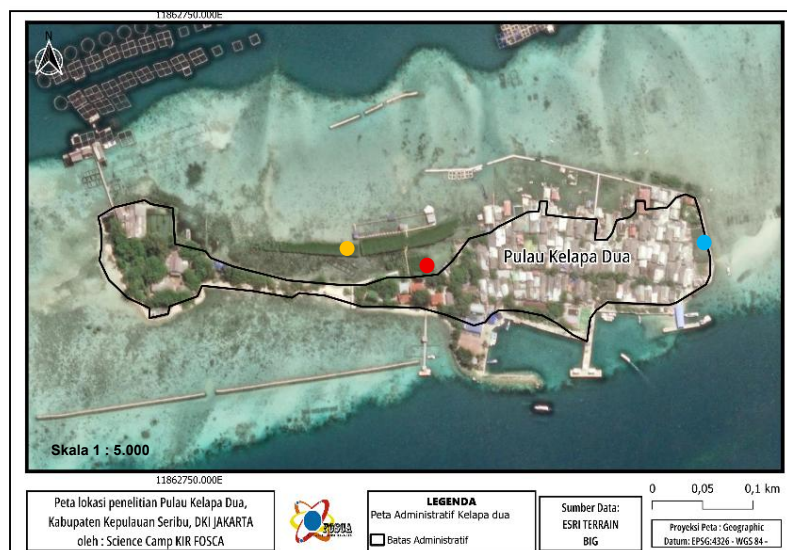 11862750.000E
N
Pulau Kelapa Dua
Skala 1 : 5.000
11862750.000E
Peta lokasi penelitian Pulau Kelapa Dua,
Kabupaten Kepulauan Seribu, DKI JAKARTA
oleh : Science Camp KIR FOSCA
FOSCA
LEGENDA
Peta Administratif Kelapa dua
Batas Administratif
Sumber Data:
ESRI TERRAIN
BIG
0 0,05 0,1 km
Proyeksi Peta : Geographic
Datum: EPSG:4326 - WGS 84 -